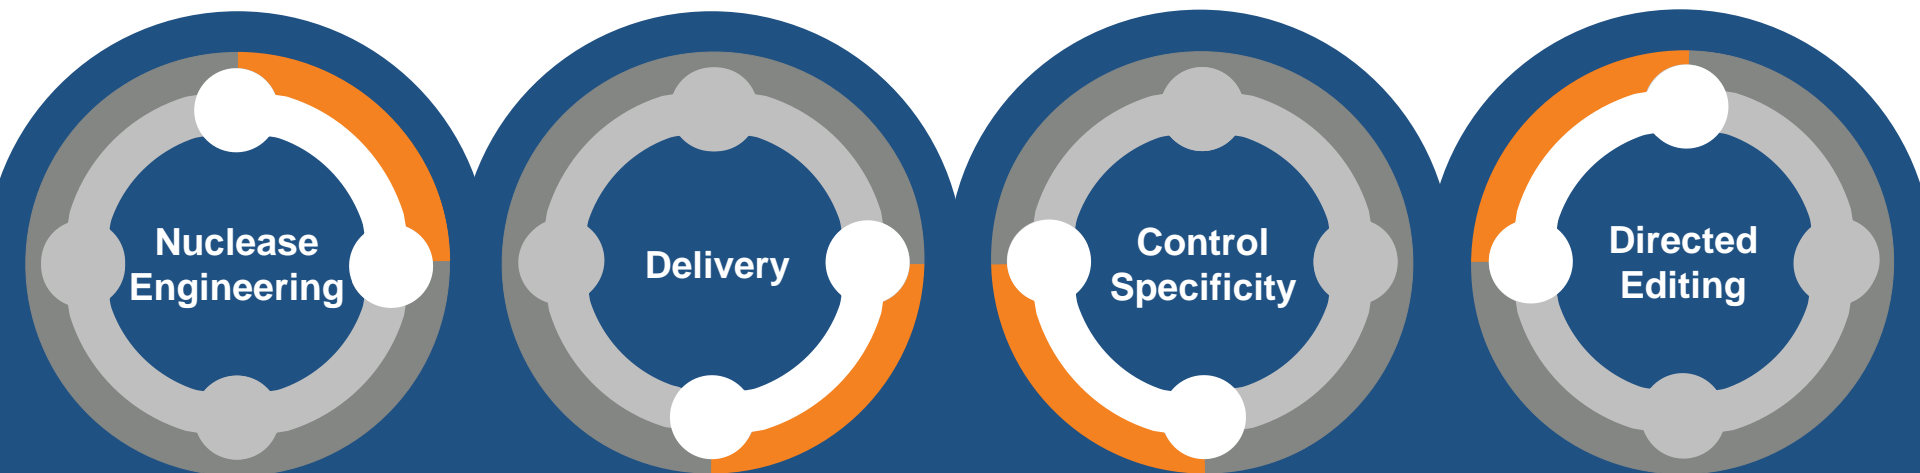 Nuclease
Engineering
Delivery
Control
Specificity
Directed
Editing